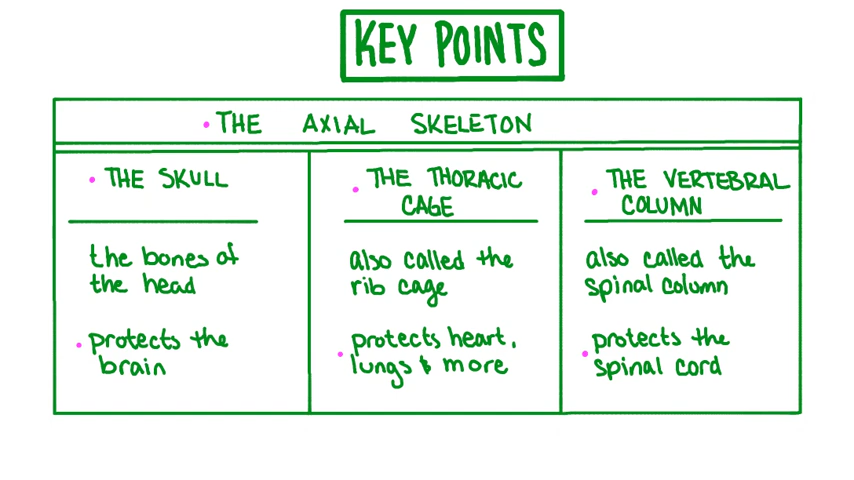 KEY POINTS
• THE AXIAL SKELETON
• THE SKULL
the bones of
the head
• protects the
brain
• THE THORACIC
CAGE
also called the
rib cage
• protects heart,
lungs & more
• THE VERTEBRAL
COLUMN
also called the
spinal column
• protects the
spinal cord